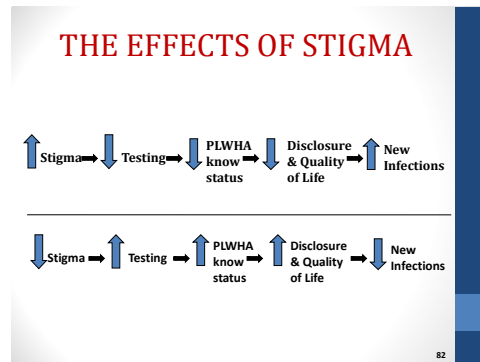 THE EFFECTS OF STIGMA
Stigma Testing PLWHA know status Disclosure & Quality of Life New Infections
Stigma Testing PLWHA know status Disclosure & Quality of Life New Infections
82